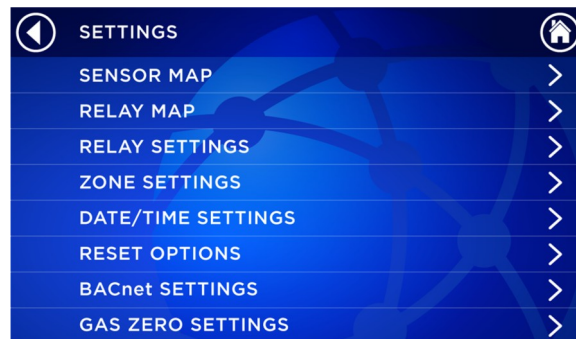 SETTINGS
SENSOR MAP
RELAY MAP
RELAY SETTINGS
ZONE SETTINGS
DATE/TIME SETTINGS
RESET OPTIONS
BACnet SETTINGS
GAS ZERO SETTINGS